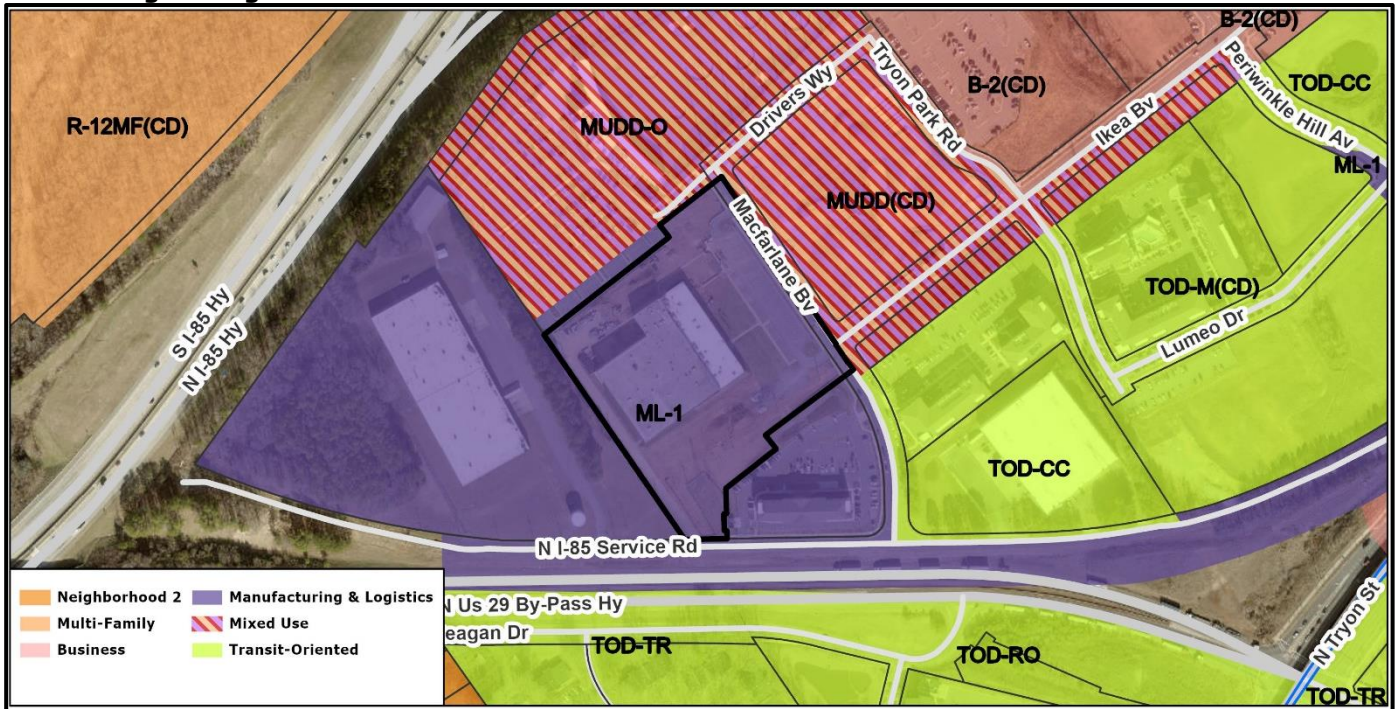 B-2(CD)
Periwinkle Hill Av
TOD-CC
Tryon Park Rd
B-2(CD)
Drivers Wy
Ikea Bv
R-12MF(CD)
MUDD-O
ML-1
MUDD(CD)
Macfarlane Bv
TOD-M(CD)
S I-85 Hy
N I-85 Hy
Lumeo Dr
ML-1
TOD-CC
N I-85 Service Rd
Neighborhood 2
Manufacturing & Logistics
Multi-Family
Mixed Use
Business
Transit-Oriented
N Us 29 By-Pass Hy
eagan Dr
TOD-TR
TOD-RO
N Tryon St
TOD-TR